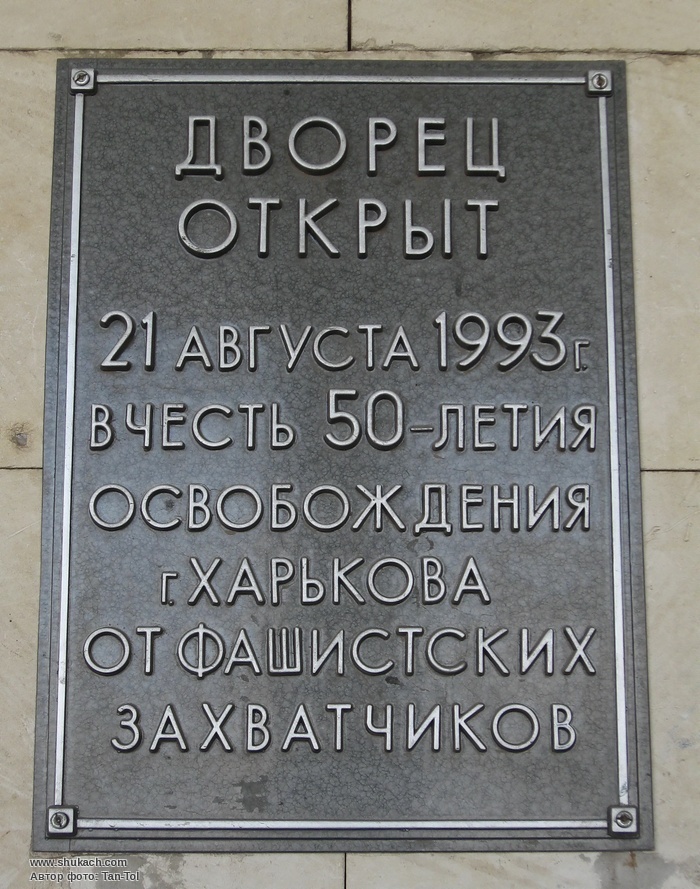 ДВОРЕЦ
ОТКРЫТ
21 АВГУСТА 1993 г.
В ЧЕСТЬ 50-ЛЕТИЯ
ОСВОБОЖДЕНИЯ
г. ХАРЬКОВА
ОТ ФАШИСТСКИХ
ЗАХВАТЧИКОВ
www.shukach.com
Автор фото: Tan-Tol